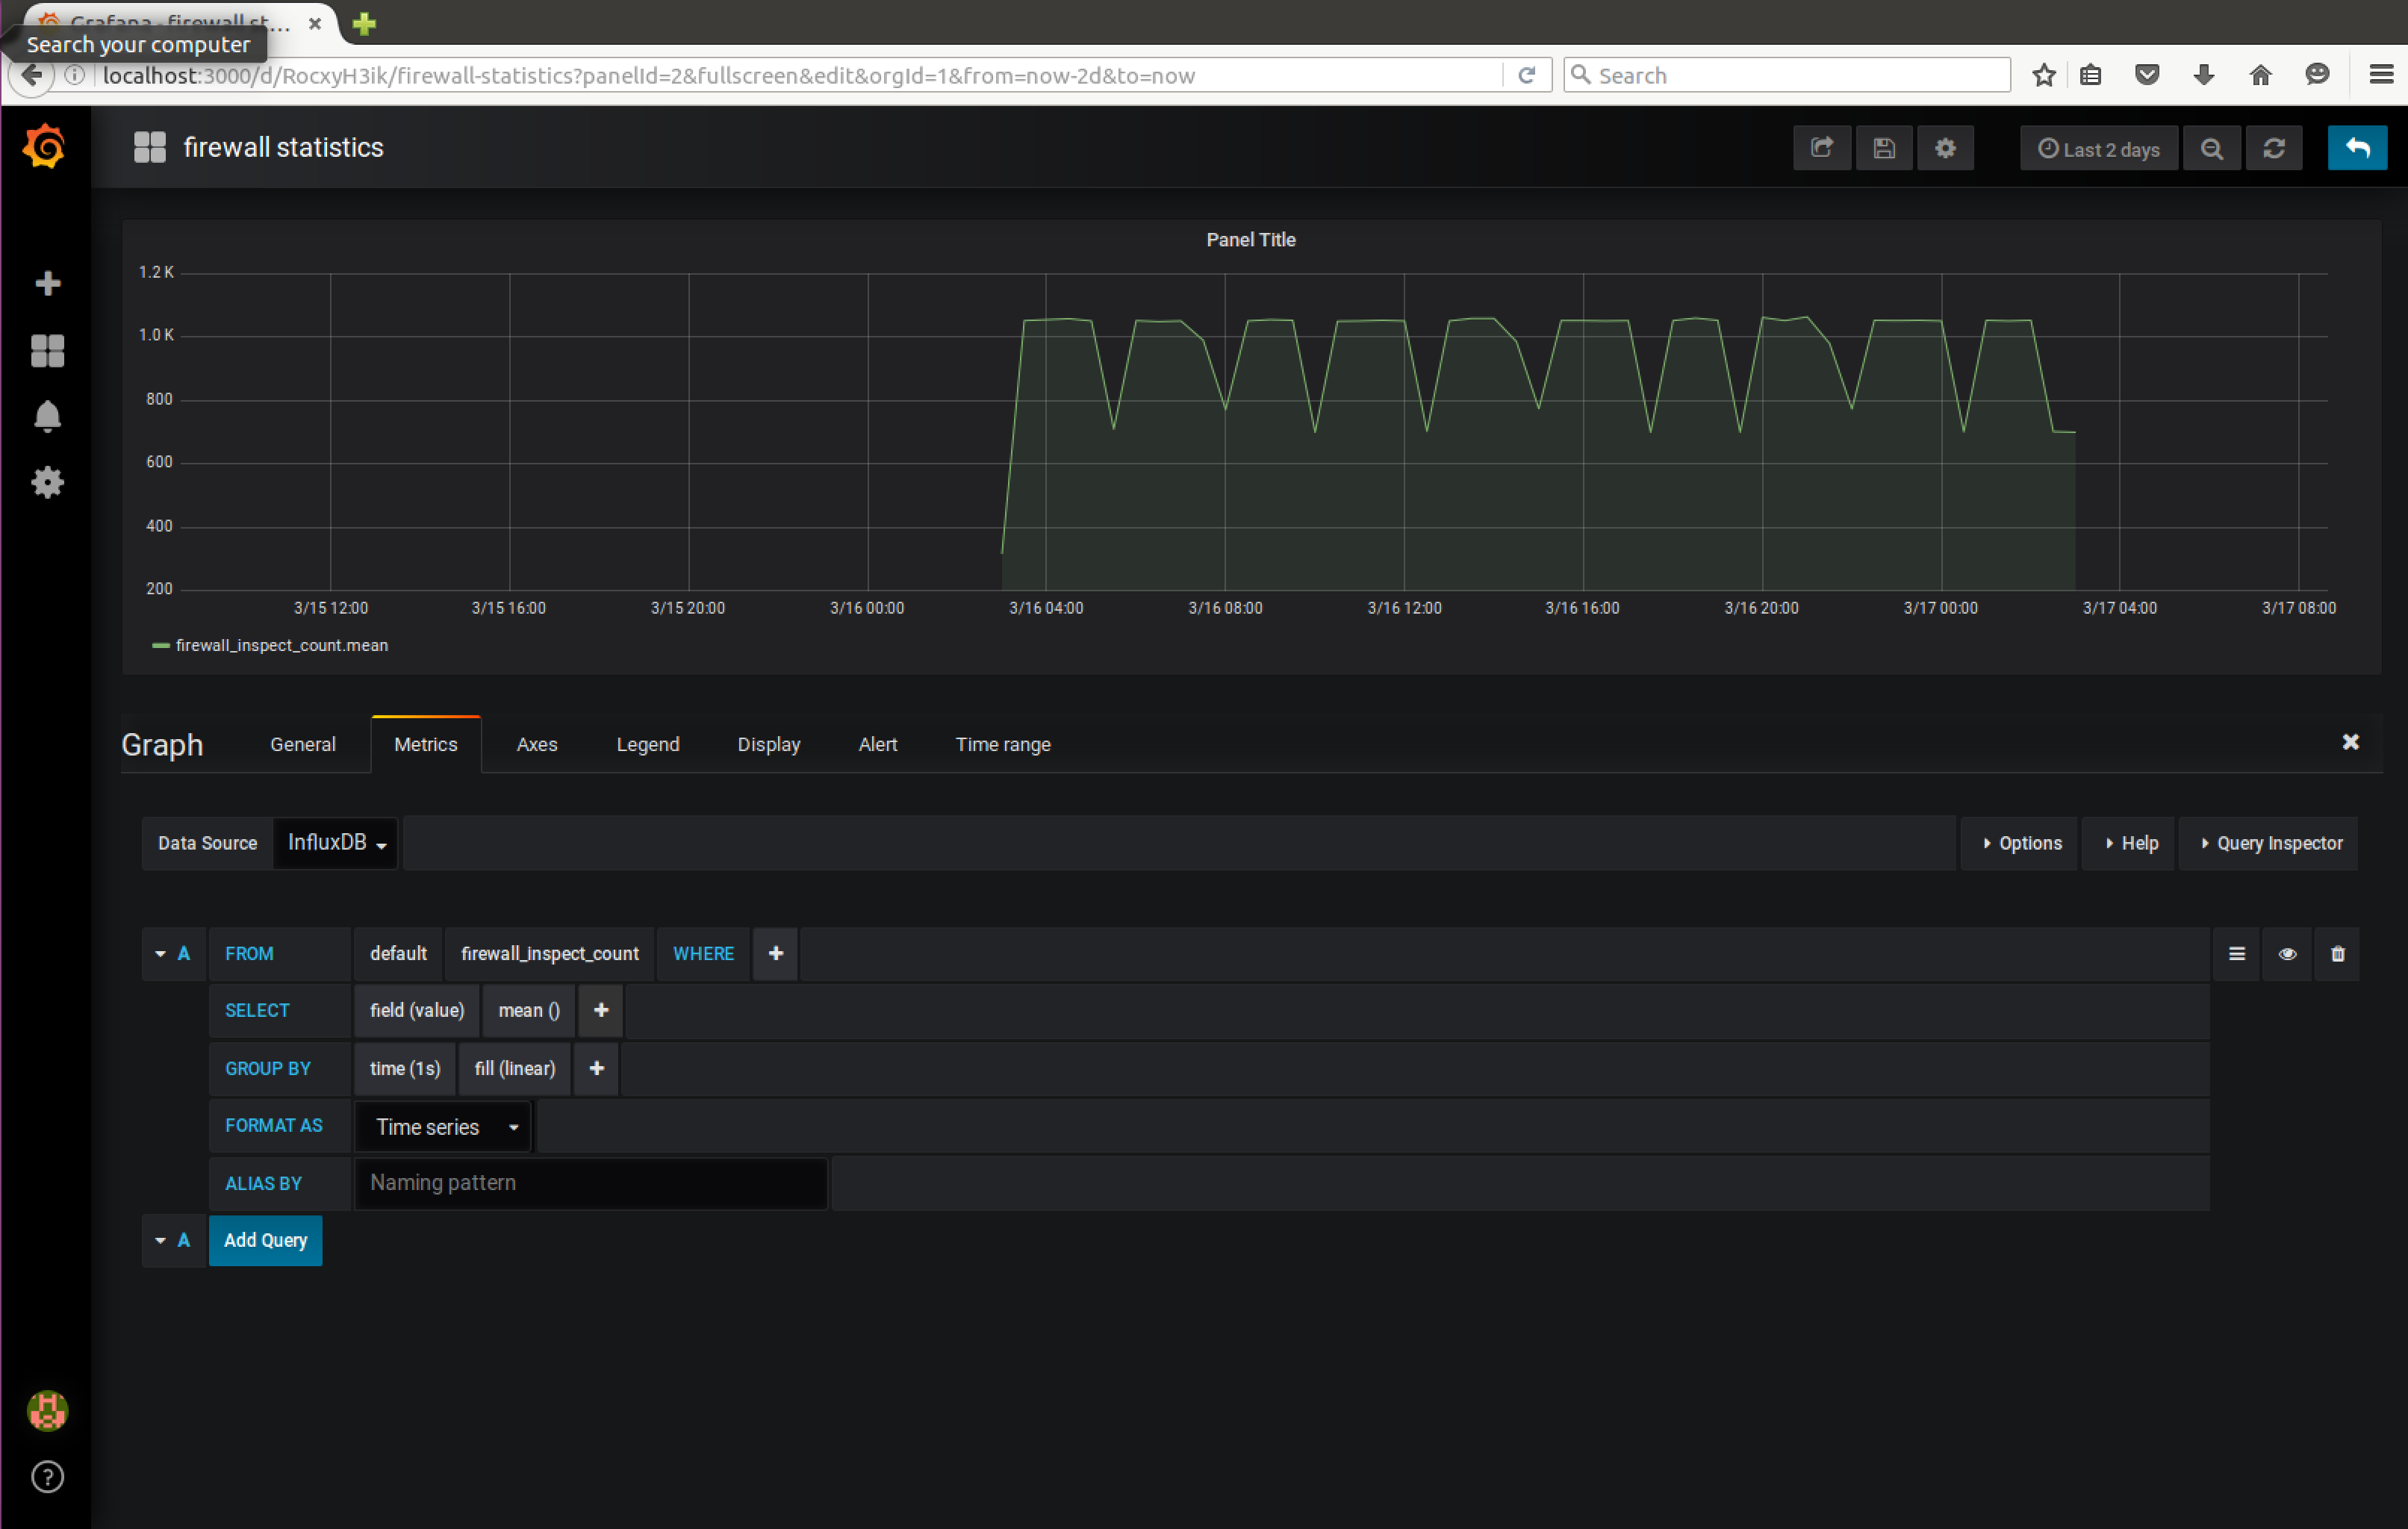 Grafana - firewall st...
Search your computer
localhost:3000/d/RocxyH3ik/firewall-statistics?panelId=2&fullscreen&edit&orgId=1&from=now-2d&to=now
Search
firewall statistics
Last 2 days
Panel Title
1.2 K
1.0 K
800
600
400
200
3/15 12:00 3/15 16:00 3/15 20:00 3/16 00:00 3/16 04:00 3/16 08:00 3/16 12:00 3/16 16:00 3/16 20:00 3/17 00:00 3/17 04:00 3/17 08:00
firewall_inspect_count.mean
Graph General Metrics Axes Legend Display Alert Time range
Data Source InfluxDB Options Help Query Inspector
A FROM default firewall_inspect_count WHERE
SELECT field (value) mean ()
GROUP BY time (1s) fill (linear)
FORMAT AS Time series
ALIAS BY Naming pattern
A Add Query